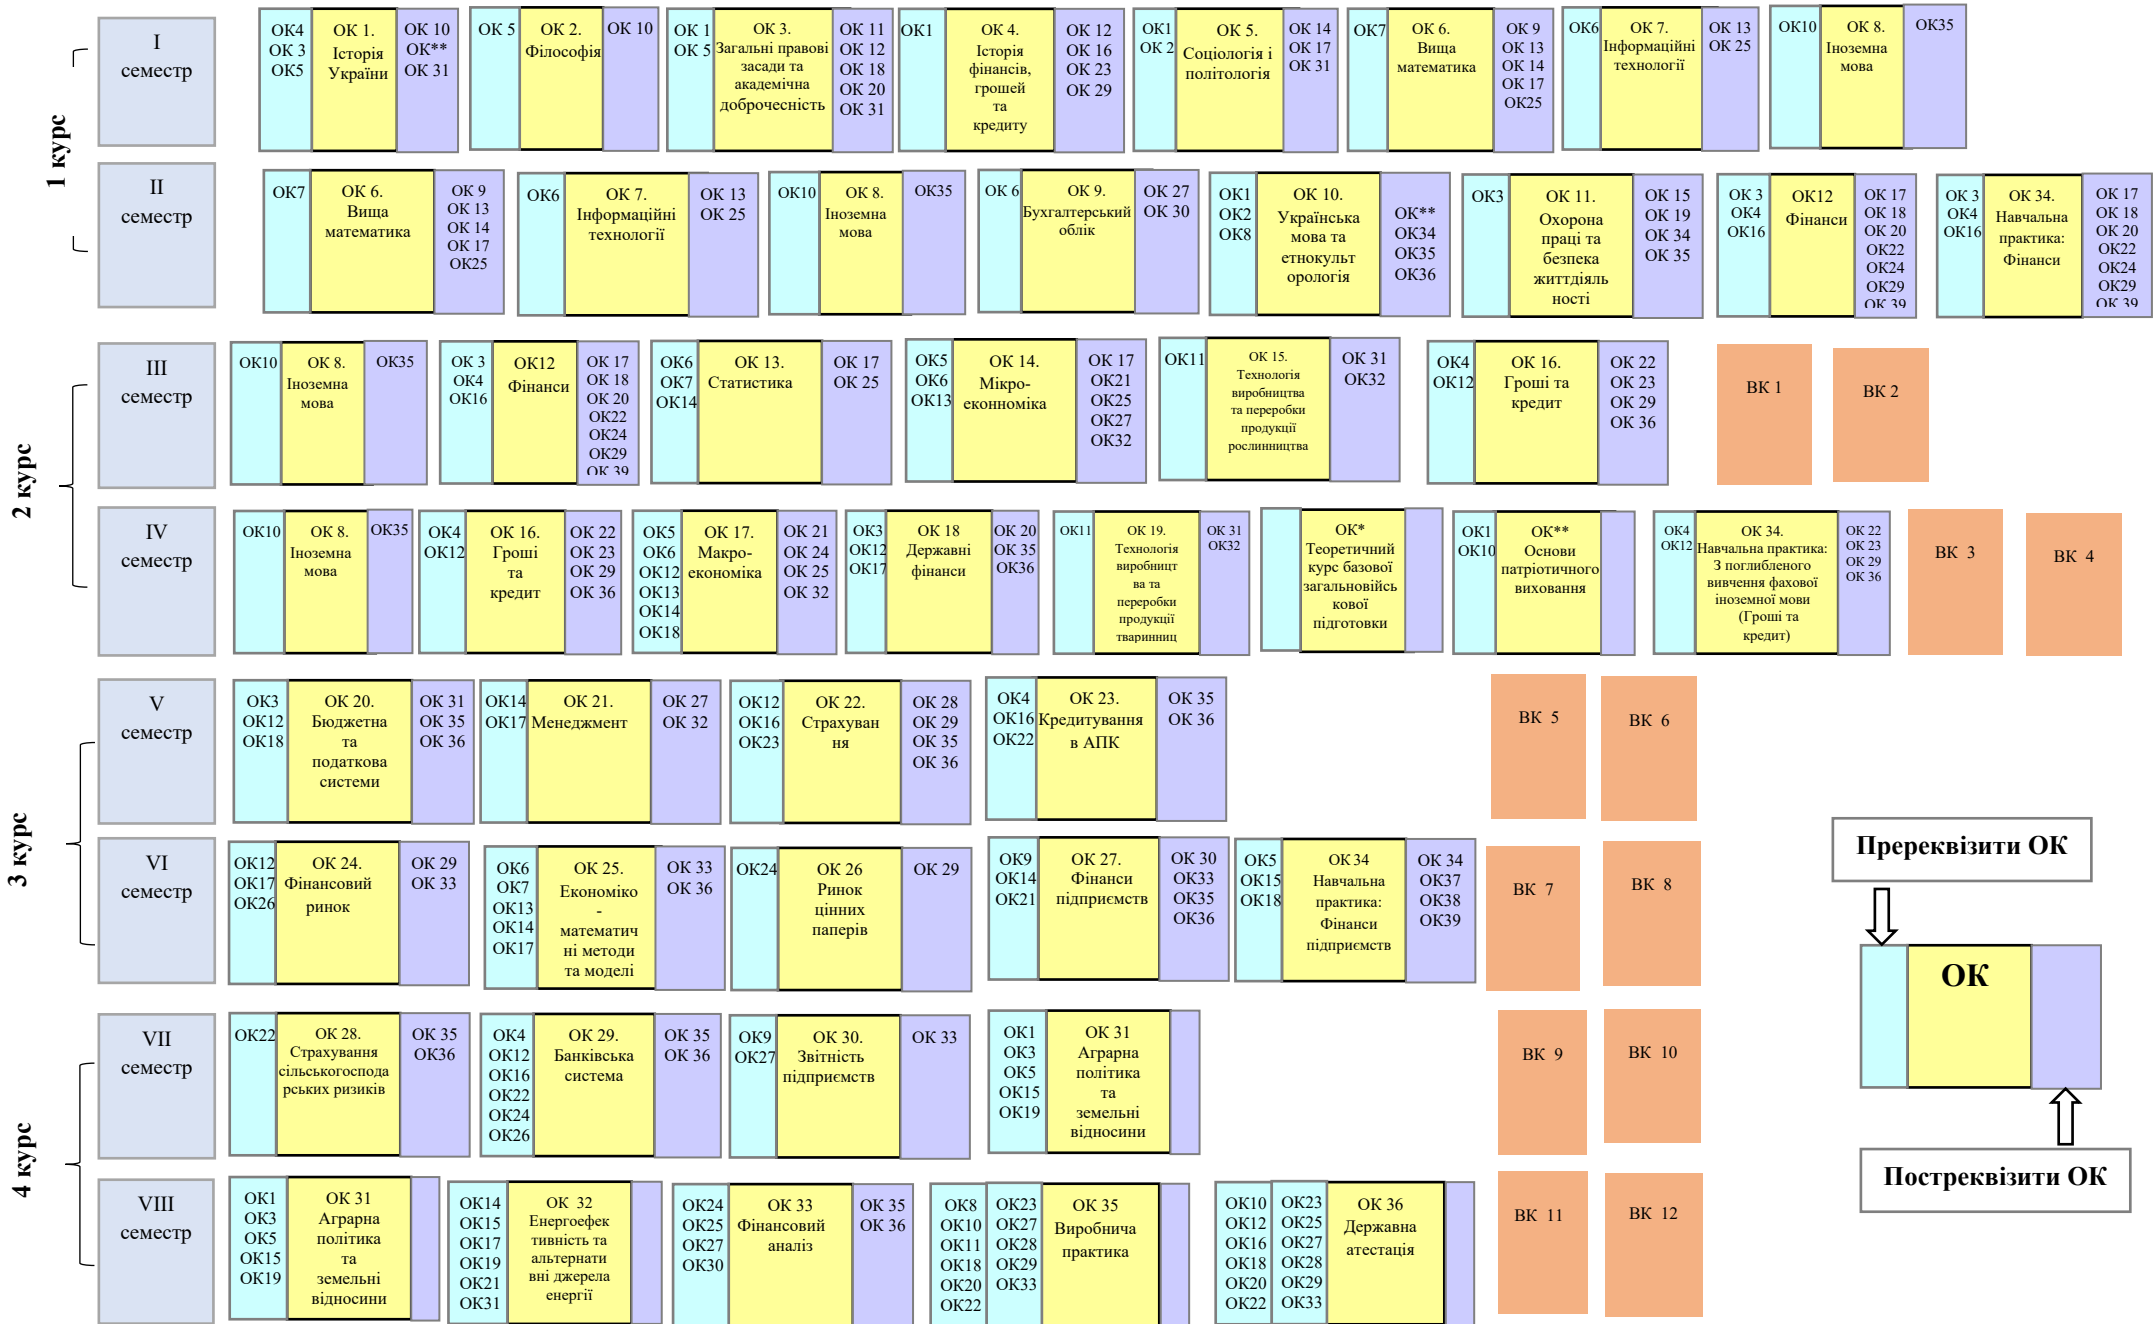 1 курс
I
семестр
ОК4
ОК 3
ОК5
ОК 1.
Історія
України
ОК 10
ОК**
ОК 31
ОК 5
ОК 2.
Філософія
ОК 10
ОК 1
ОК 5
ОК 3.
Загальні правові
засади та
академічна
доброчесність
ОК 11
ОК 12
ОК 18
ОК 20
ОК 31
ОК1
ОК 4.
Історія
фінансів,
грошей
та
кредиту
ОК 12
ОК 16
ОК 23
ОК 29
ОК1
ОК 2
ОК 5.
Соціологія і
політологія
ОК 14
ОК 17
ОК 31
ОК7
ОК 6.
Вища
математика
ОК 9
ОК 13
ОК 14
ОК 17
ОК25
ОК6
ОК 7.
Інформаційні
технології
ОК 13
ОК 25
ОК10
ОК 8.
Іноземна
мова
ОК35
II
семестр
ОК7
ОК 6.
Вища
математика
ОК 9
ОК 13
ОК 14
ОК 17
ОК25
ОК6
ОК 7.
Інформаційні
технології
ОК 13
ОК 25
ОК10
ОК 8.
Іноземна
мова
ОК35
ОК 6
ОК 9.
Бухгалтерський
облік
ОК 27
ОК 30
ОК1
ОК2
ОК8
ОК 10.
Українська
мова та
етнокульт
орологія
ОК**
ОК34
ОК35
ОК36
ОК3
ОК 11.
Охорона
праці та
безпека
життдіяль
ності
ОК 15
ОК 19
ОК 34
ОК 35
ОК 3
ОК4
ОК16
ОК12
Фінанси
ОК 17
ОК 18
ОК 20
ОК22
ОК24
ОК29
ОК 39
ОК 3
ОК4
ОК16
ОК 34.
Навчальна
практика:
Фінанси
ОК 17
ОК 18
ОК 20
ОК22
ОК24
ОК29
ОК 39
2 курс
III
семестр
ОК10
ОК 8.
Іноземна
мова
ОК35
ОК 3
ОК4
ОК16
ОК12
Фінанси
ОК 17
ОК 18
ОК 20
ОК22
ОК24
ОК29
ОК 39
ОК6
ОК7
ОК14
ОК 13.
Статистика
ОК 17
ОК 25
ОК5
ОК6
ОК13
ОК 14.
Мікро-
еконноміка
ОК 17
ОК21
ОК25
ОК27
ОК32
ОК11
ОК 15.
Технологія
виробництва
та переробки
продукції
рослинництва
ОК 31
ОК32
ОК4
ОК12
ОК 16.
Гроші та
кредит
ОК 22
ОК 23
ОК 29
ОК 36
ВК 1
ВК 2
IV
семестр
ОК10
ОК 8.
Іноземна
мова
ОК35
ОК4
ОК12
ОК 16.
Гроші
та
кредит
ОК 22
ОК 23
ОК 29
ОК 36
ОК5
ОК6
ОК12
ОК13
ОК14
ОК18
ОК 17.
Макро-
економіка
ОК 21
ОК 24
ОК 25
ОК 32
ОК3
ОК12
ОК17
ОК 18
Державні
фінанси
ОК 20
ОК 35
ОК36
ОК11
ОК 19.
Технологія
виробницт
ва та
переробки
продукції
тваринниц
ОК 31
ОК32
ОК*
Теоретичний
курс базової
загальновійсь
кової
підготовки
ОК1
ОК10
ОК**
Основи
патріотичного
виховання
ОК4
ОК12
ОК 34.
Навчальна практика:
З поглибленого
вивчення фахової
іноземної мови
(Гроші та
кредит)
ОК 22
ОК 23
ОК 29
ОК 36
ВК 3
ВК 4
3 курс
V
семестр
ОК3
ОК12
ОК18
ОК 20.
Бюджетна
та
податкова
системи
ОК 31
ОК 35
ОК 36
ОК14
ОК17
ОК 21.
Менеджмент
ОК 27
ОК 32
ОК12
ОК16
ОК23
ОК 22.
Страхуван
ня
ОК 28
ОК 29
ОК 35
ОК 36
ОК4
ОК16
ОК22
ОК 23.
Кредитування
в АПК
ОК 35
ОК 36
ВК 5
ВК 6
VI
семестр
ОК12
ОК17
ОК26
ОК 24.
Фінансовий
ринок
ОК 29
ОК 33
ОК6
ОК7
ОК13
ОК14
ОК17
ОК 25.
Економіко
-
математич
ні методи
та моделі
ОК 33
ОК 36
ОК24
ОК 26
Ринок
цінних
паперів
ОК 29
ОК9
ОК14
ОК21
ОК 27.
Фінанси
підприємств
ОК 30
ОК33
ОК35
ОК36
ОК5
ОК15
ОК18
ОК 34
Навчальна
практика:
Фінанси
підприємств
ОК 34
ОК37
ОК38
ОК39
ВК 7
ВК 8
4 курс
VII
семестр
ОК22
ОК 28.
Страхування
сільськогоспода
рських ризиків
ОК 35
ОК36
ОК4
ОК12
ОК16
ОК22
ОК24
ОК26
ОК 29.
Банківська
система
ОК 35
ОК 36
ОК9
ОК27
ОК 30.
Звітність
підприємств
ОК 33
ОК1
ОК3
ОК5
ОК15
ОК19
ОК 31
Аграрна
політика
та
земельні
відносини
ВК 9
ВК 10
VIII
семестр
ОК1
ОК3
ОК5
ОК15
ОК19
ОК 31
Аграрна
політика
та
земельні
відносини
ОК14
ОК15
ОК17
ОК19
ОК21
ОК31
ОК 32
Енергоефек
тивність та
альтернати
вні джерела
енергії
ОК24
ОК25
ОК27
ОК30
ОК 33
Фінансовий
аналіз
ОК 35
ОК 36
ОК8
ОК10
ОК11
ОК18
ОК20
ОК22
ОК23
ОК27
ОК28
ОК29
ОК33
ОК 35
Виробнича
практика
ОК10
ОК12
ОК16
ОК18
ОК20
ОК22
ОК23
ОК25
ОК27
ОК28
ОК29
ОК33
ОК 36
Державна
атестація
ВК 11
ВК 12
Пререквізити ОК
ОК
Постреквізити ОК